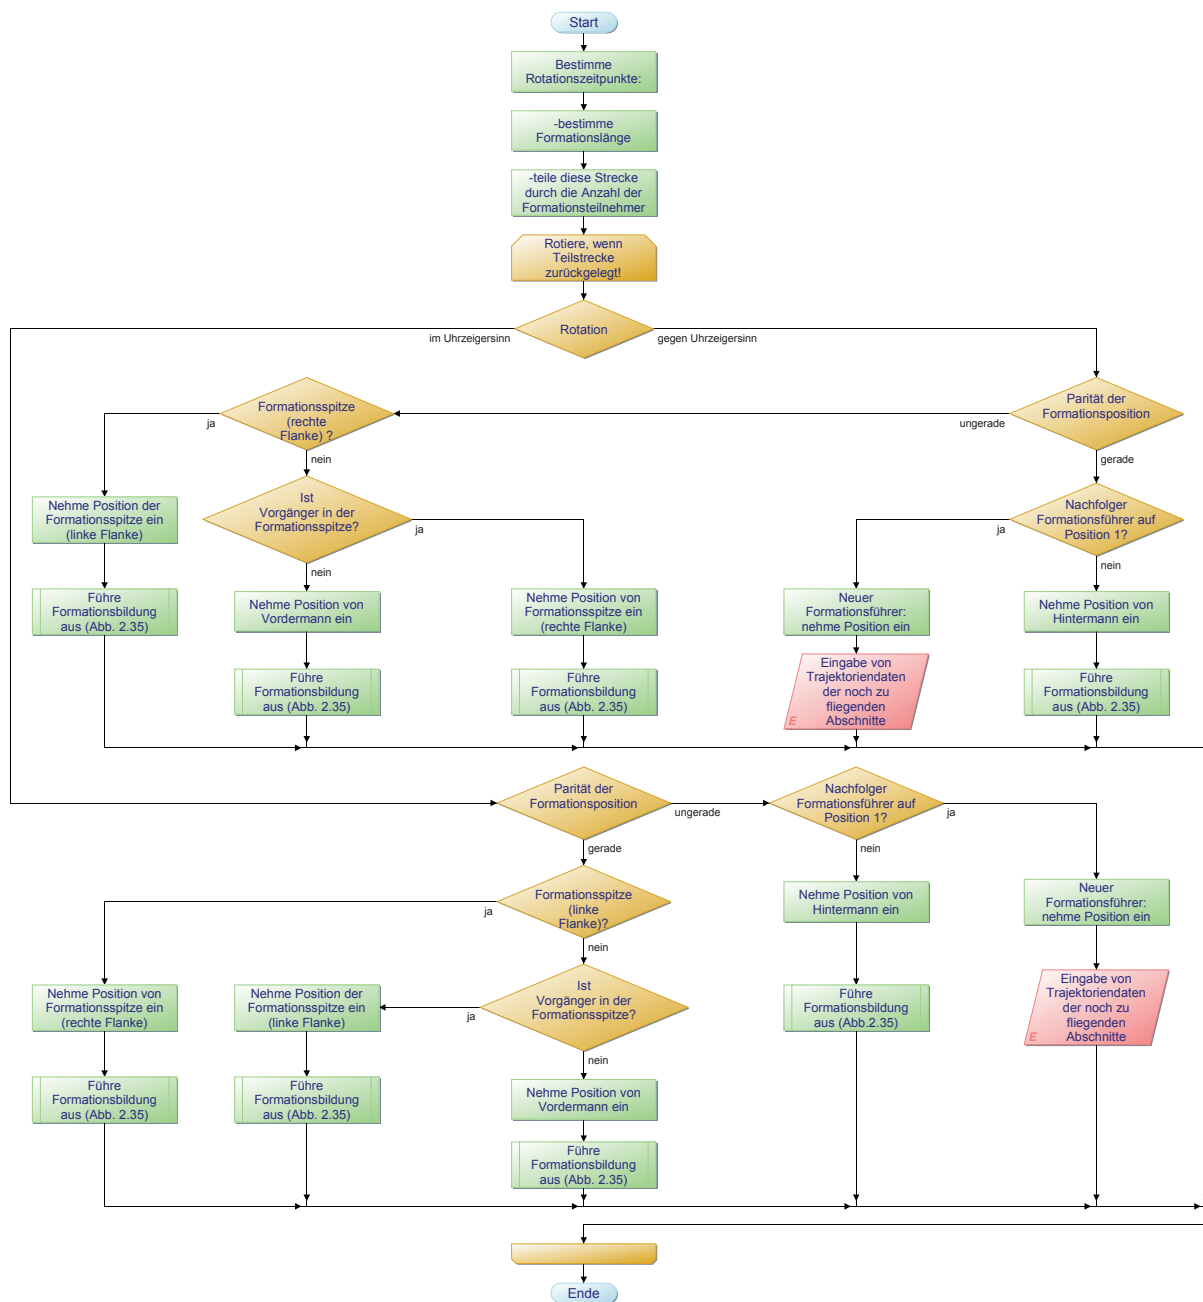 Start
Bestimme
Rotationszeitpunkte:
-bestimme
Formationslänge
-teile diese Strecke
durch die Anzahl der
Formationsteilnehmer
Rotiere, wenn
Teilstrecke
zurückgelegt!
Rotation
im Uhrzeigersinn
gegen Uhrzeigersinn
Formationsspitze
(rechte
Flanke) ?
ja
nein
Parität der
Formationsposition
ungerade
gerade
Nehme Position der
Formationsspitze ein
(linke Flanke)
Ist
Vorgänger in der
Formationsspitze?
ja
nein
Nachfolger
Formationsführer auf
Position 1?
ja
nein
Führe
Formationsbildung
aus (Abb. 2.35)
Nehme Position von
Vordermann ein
Nehme Position von
Formationsspitze ein
(rechte Flanke)
Neuer
Formationsführer:
nehme Position ein
Nehme Position von
Hintermann ein
Führe
Formationsbildung
aus (Abb. 2.35)
Führe
Formationsbildung
aus (Abb. 2.35)
Eingabe von
Trajektoriendaten
der noch zu
fliegenden
Abschnitte
E
Führe
Formationsbildung
aus (Abb. 2.35)
Parität der
Formationsposition
ungerade
gerade
Nachfolger
Formationsführer auf
Position 1?
ja
nein
Formationsspitze
(linke
Flanke)?
ja
nein
Nehme Position von
Hintermann ein
Neuer
Formationsführer:
nehme Position ein
Nehme Position von
Formationsspitze ein
(rechte Flanke)
Nehme Position der
Formationsspitze ein
(linke Flanke)
Ist
Vorgänger in der
Formationsspitze?
ja
nein
Führe
Formationsbildung
aus (Abb.2.35)
Eingabe von
Trajektoriendaten
der noch zu
fliegenden
Abschnitte
E
Führe
Formationsbildung
aus (Abb. 2.35)
Führe
Formationsbildung
aus (Abb. 2.35)
Nehme Position von
Vordermann ein
Führe
Formationsbildung
aus (Abb. 2.35)
Ende